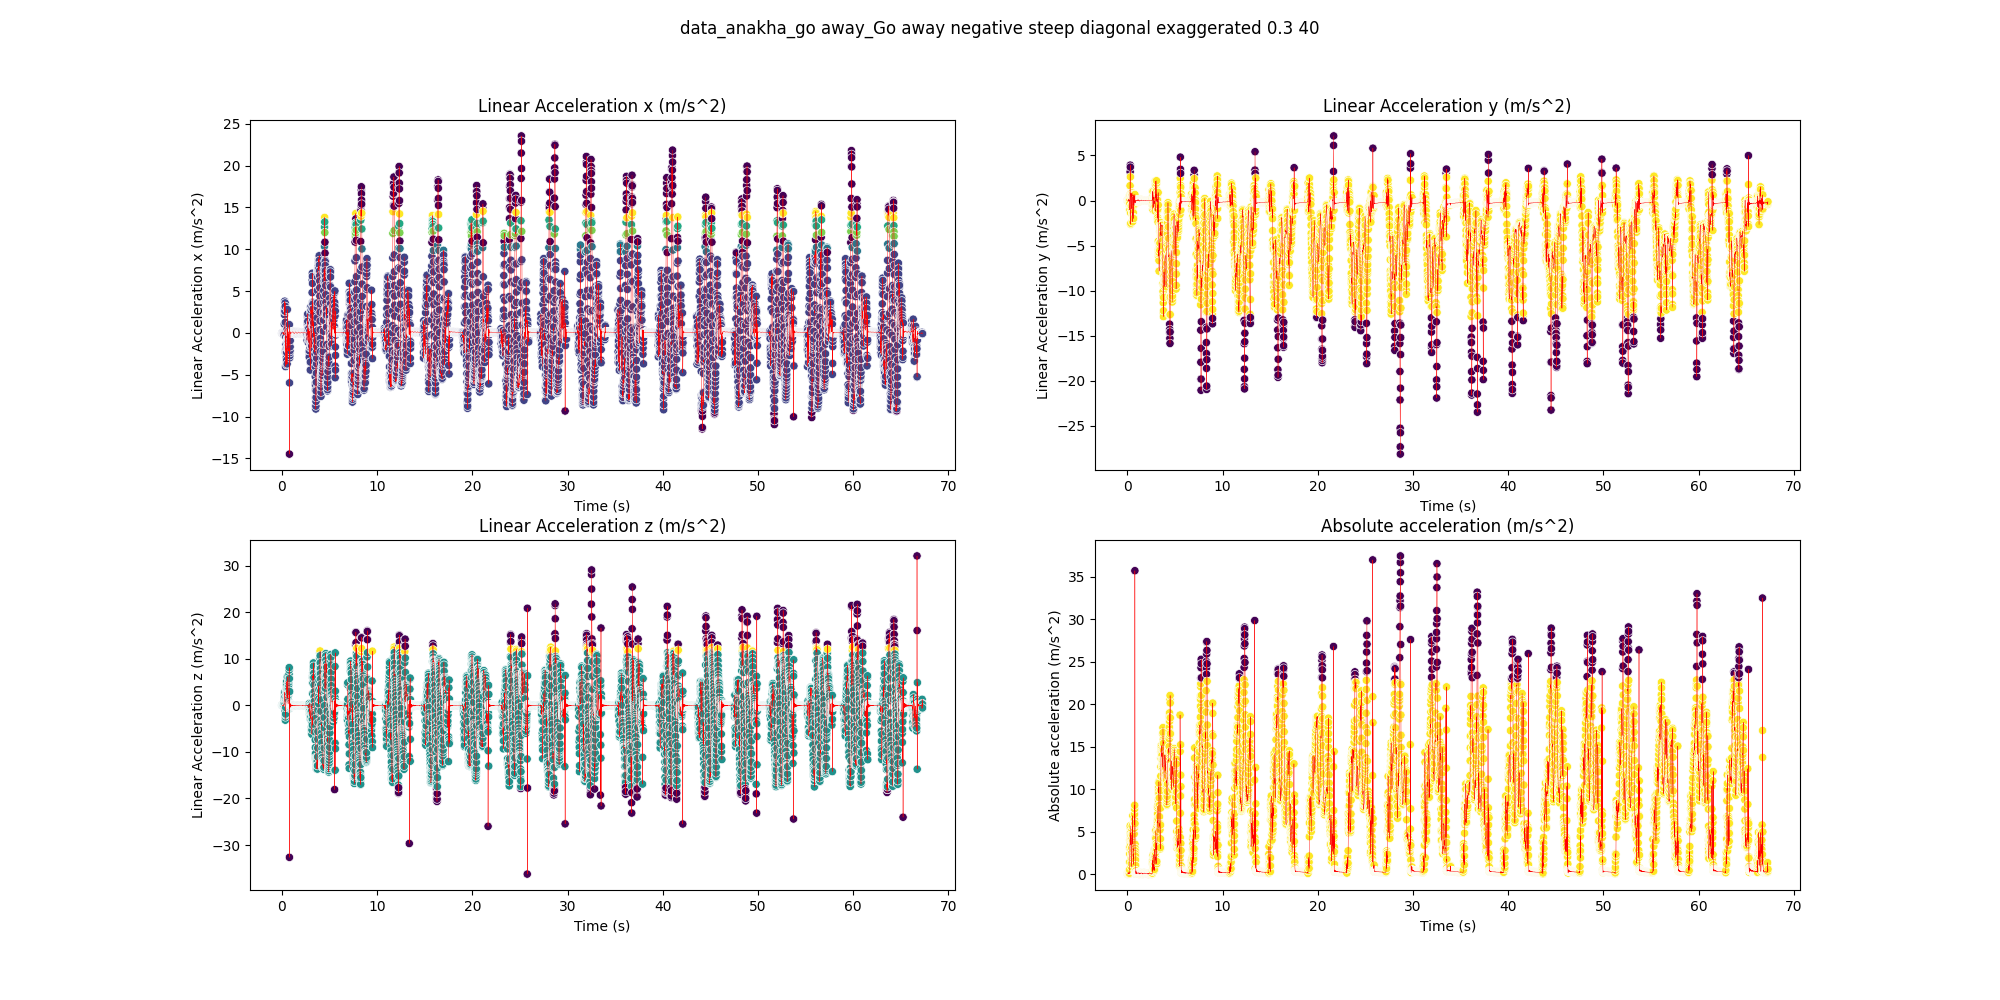 data_anakha_go away_Go away negative steep diagonal exaggerated 0.3 40
Linear Acceleration x (m/s^2)
Linear Acceleration x (m/s^2)
25
20
15
10
5
0
−5
−10
−15
0 10 20 30 40 50 60 70
Time (s)
Linear Acceleration y (m/s^2)
Linear Acceleration y (m/s^2)
5
0
−5
−10
−15
−20
−25
0 10 20 30 40 50 60 70
Time (s)
Linear Acceleration z (m/s^2)
Linear Acceleration z (m/s^2)
30
20
10
0
−10
−20
−30
0 10 20 30 40 50 60 70
Time (s)
Absolute acceleration (m/s^2)
Absolute acceleration (m/s^2)
35
30
25
20
15
10
5
0
0 10 20 30 40 50 60 70
Time (s)